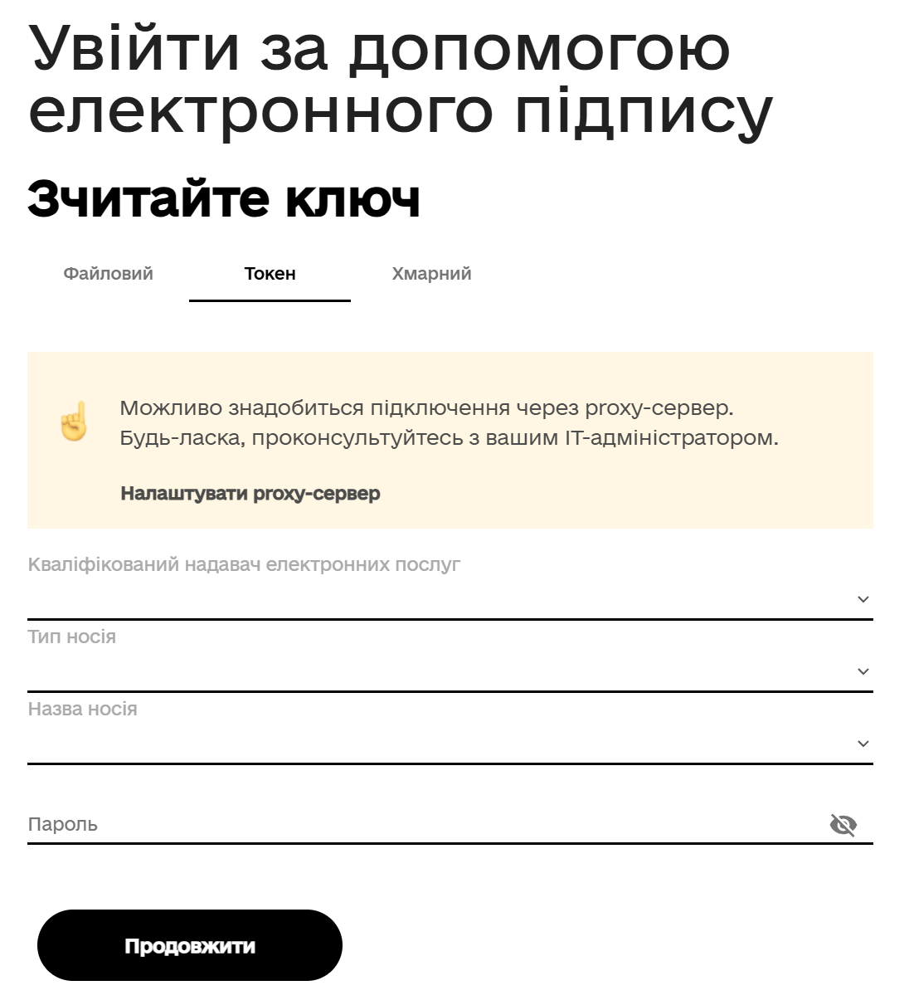 Увійти за допомогою
електронного підпису
Зчитайте ключ
Файловий Токен Хмарний
Можливо знадобиться підключення через proxy-сервер.
Будь-ласка, проконсультуйтесь з вашим ІТ-адміністратором.
Налаштувати proxy-сервер
Кваліфікований надавач електронних послуг
Тип носія
Назва носія
Пароль
Продовжити